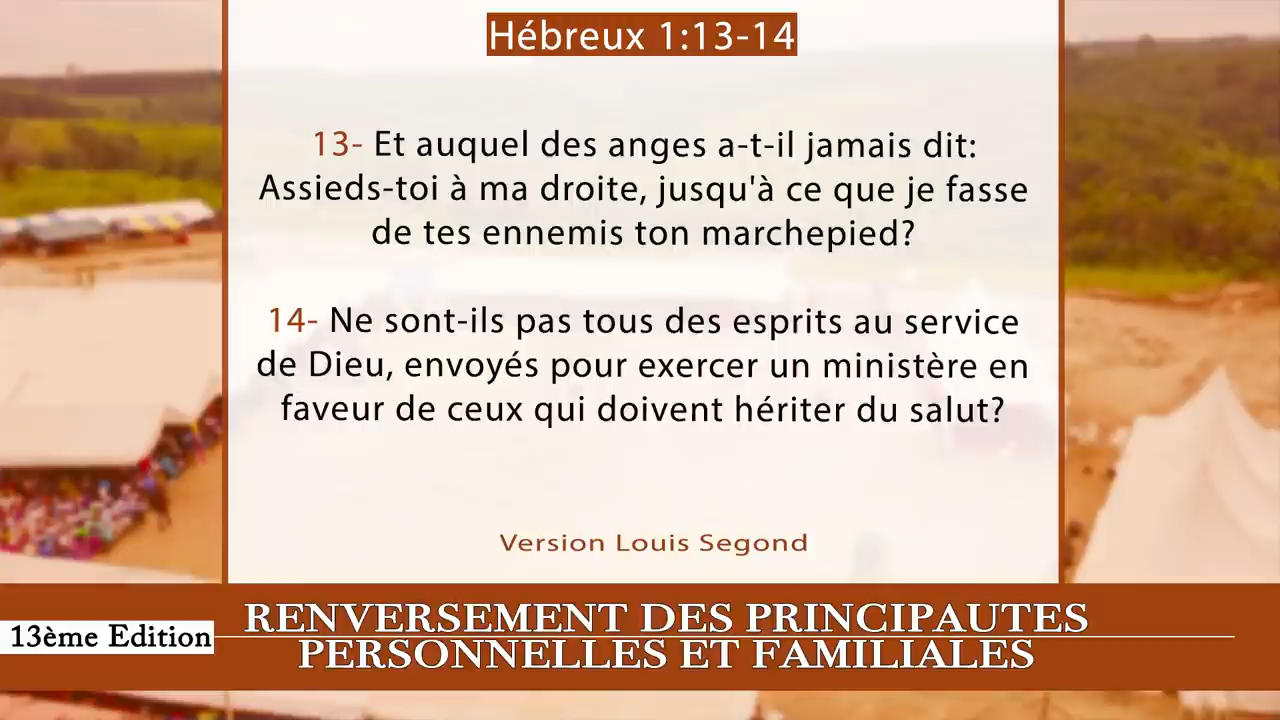 Hébreux 1:13-14
13- Et auquel des anges a-t-il jamais dit:
Assieds-toi à ma droite, jusqu'à ce que je fasse
de tes ennemis ton marchepied?
14- Ne sont-ils pas tous des esprits au service
de Dieu, envoyés pour exercer un ministère en
faveur de ceux qui doivent hériter du salut?
Version Louis Segond
13ème Edition
RENVERSEMENT DES PRINCIPAUTES
PERSONNELLES ET FAMILIALES